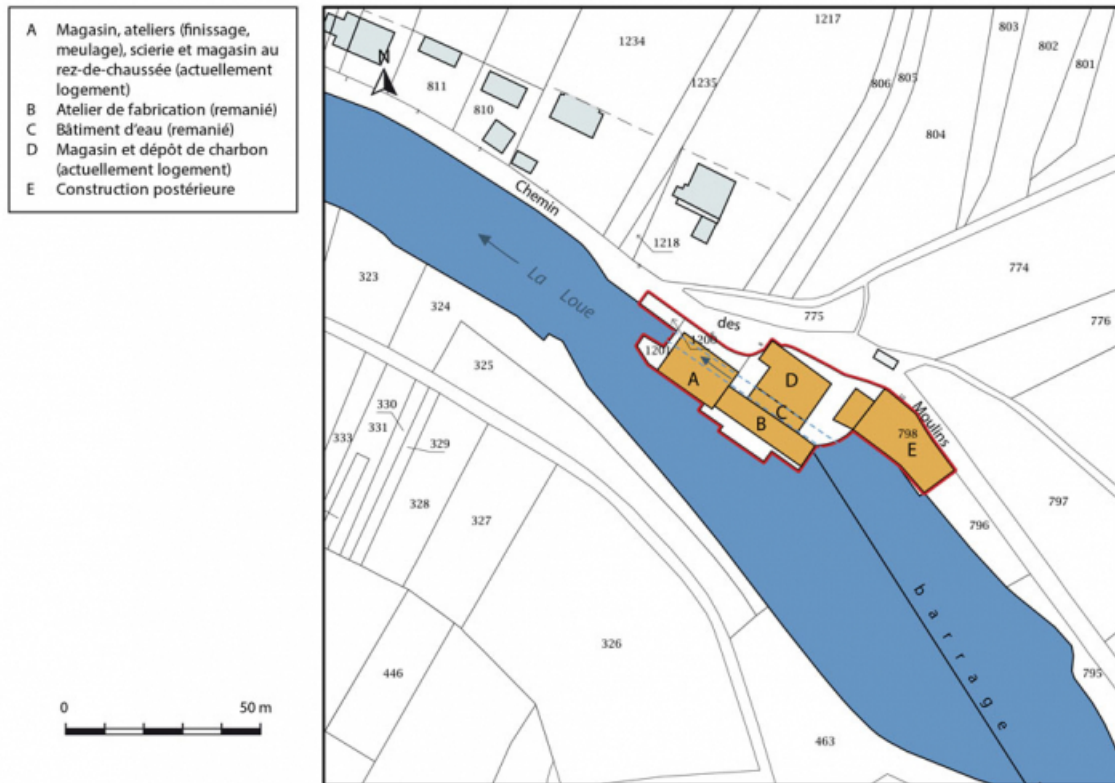 A Magasin, ateliers (finissage,
meulage), scierie et magasin au
rez-de-chaussée (actuellement
logement)
B Atelier de fabrication (remanié)
C Bâtiment d'eau (remanié)
D Magasin et dépôt de charbon
(actuellement logement)
E Construction postérieure
0 50 m
N
811
810
1234
1235
1217
806
805
804
803
802
801
Chemin
1218
La Loue
323
324
325
774
775
776
des
1200
1201
A
D
C
B
Moulins
798
E
330
331
333
329
328
327
797
796
326
446
barrage
795
463